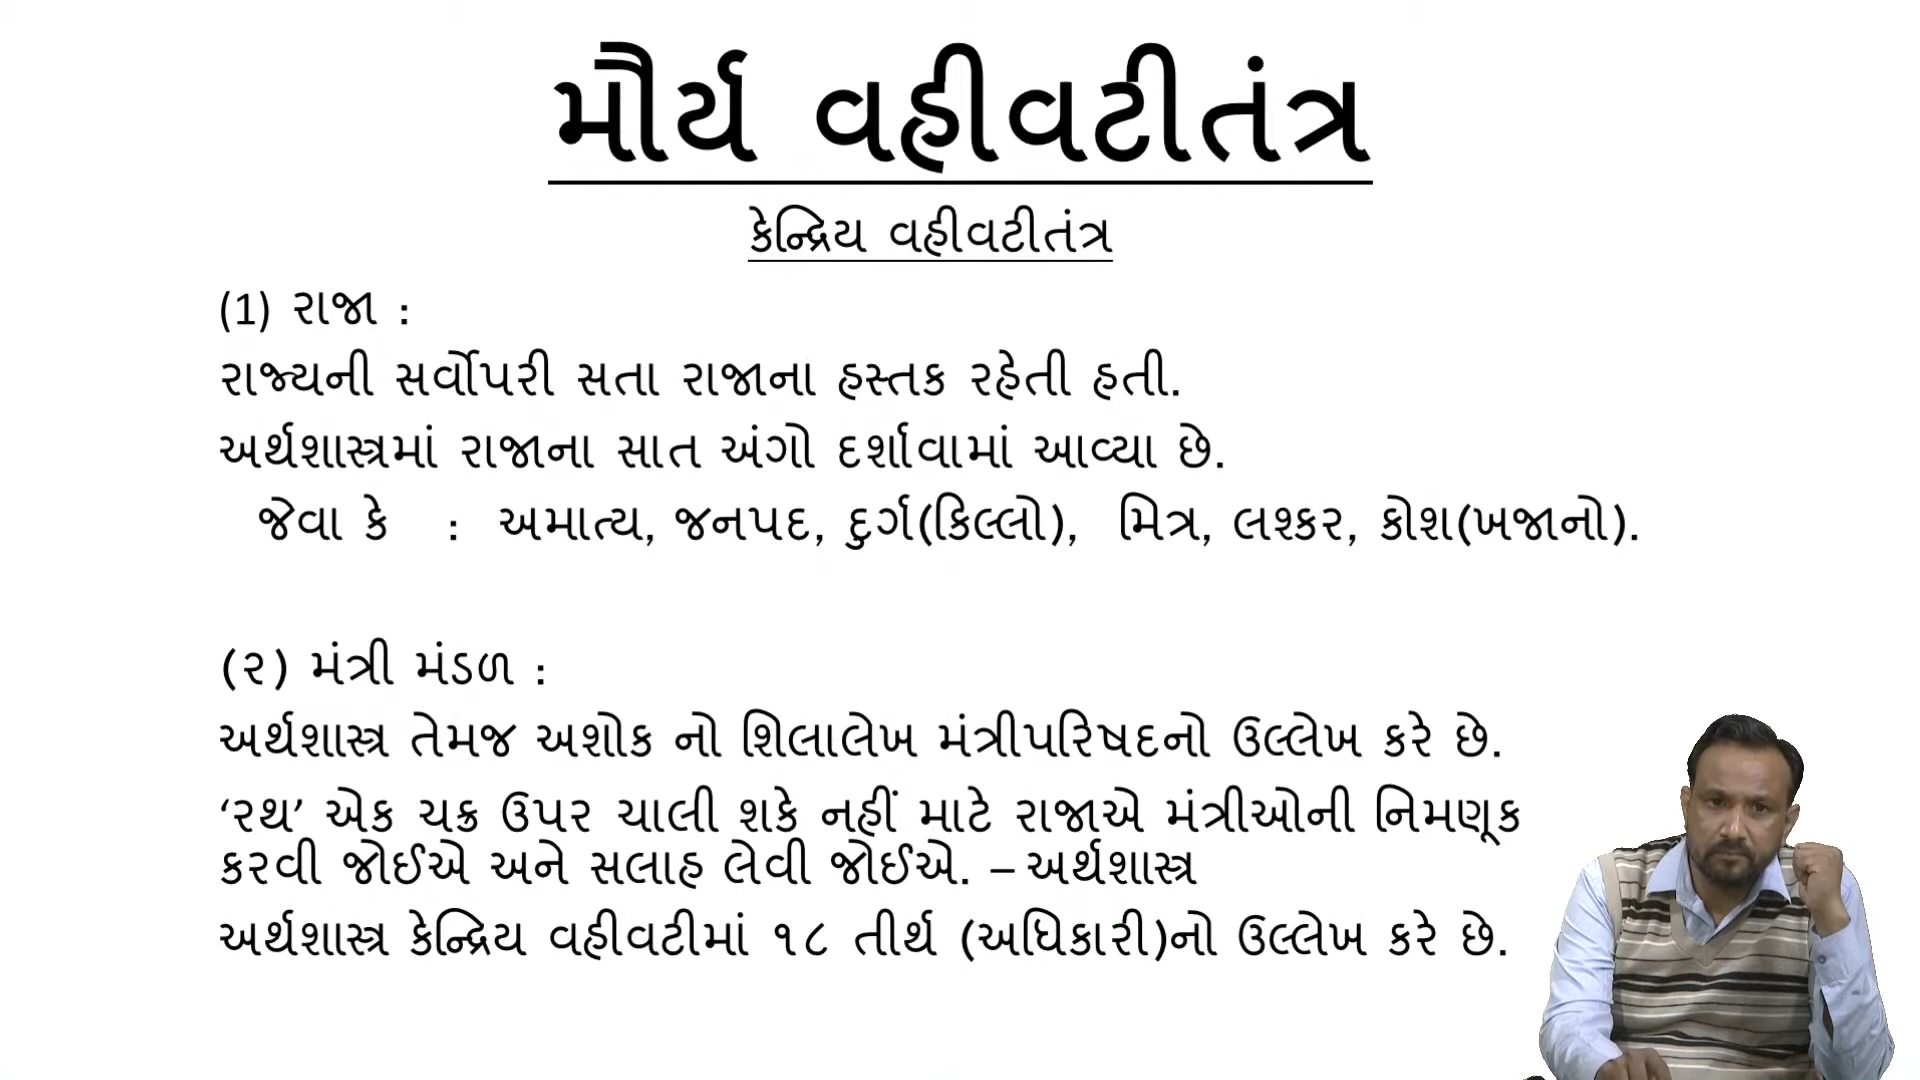 મૌર્ય વહીવટીતંત્ર
કેન્દ્રિય વહીવટીતંત્ર
(1) રાજા :
રાજ્યની સર્વોપરી સતા રાજાના હસ્તક રહેતી હતી.
અર્થશાસ્ત્રમાં રાજાના સાત અંગો દર્શાવામાં આવ્યા છે.
જેવા કે : અમાત્ય, જનપદ, દુર્ગ(કિલ્લો), મિત્ર, લશ્કર, કોશ(ખજાનો).
(૨) મંત્રી મંડળ :
અર્થશાસ્ત્ર તેમજ અશોક નો શિલાલેખ મંત્રીપરિષદનો ઉલ્લેખ કરે છે.
‘રથ’ એક ચક્ર ઉપર ચાલી શકે નહીં માટે રાજાએ મંત્રીઓની નિમણૂક
કરવી જોઈએ અને સલાહ લેવી જોઈએ. – અર્થશાસ્ત્ર
અર્થશાસ્ત્ર કેન્દ્રિય વહીવટીમાં ૧૮ તીર્થ (અધિકારી)નો ઉલ્લેખ કરે છે.